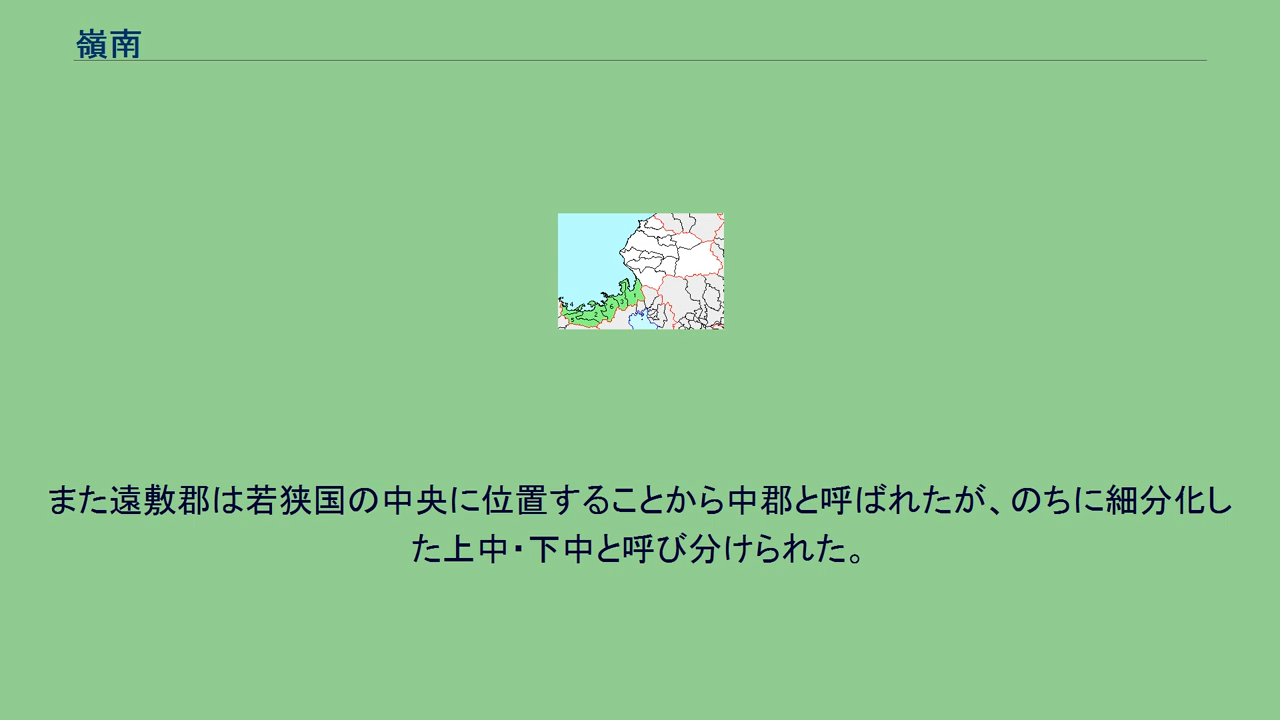 嶺南
また遠敷郡は若狭国の中央に位置することから中郡と呼ばれたが、のちに細分化し
た上中・下中と呼び分けられた。